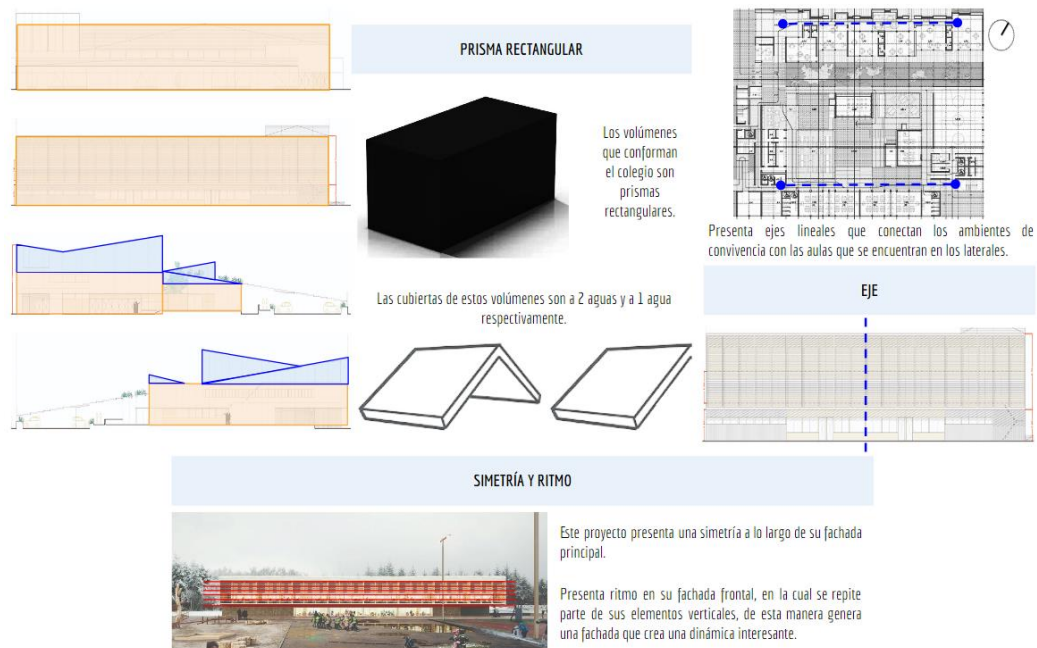 PRISMA RECTANGULAR
Los volúmenes
que conforman
el colegio son
prismas
rectangulares.
Las cubiertas de estos volúmenes son a 2 aguas y a 1 agua
respectivamente.
Presenta ejes lineales que conectan los ambientes de
convivencia con las aulas que se encuentran en los laterales.
EJE
SIMETRÍA Y RITMO
Este proyecto presenta una simetría a lo largo de su fachada
principal.
Presenta ritmo en su fachada frontal, en la cual se repite
parte de sus elementos verticales, de esta manera genera
una fachada que crea una dinámica interesante.